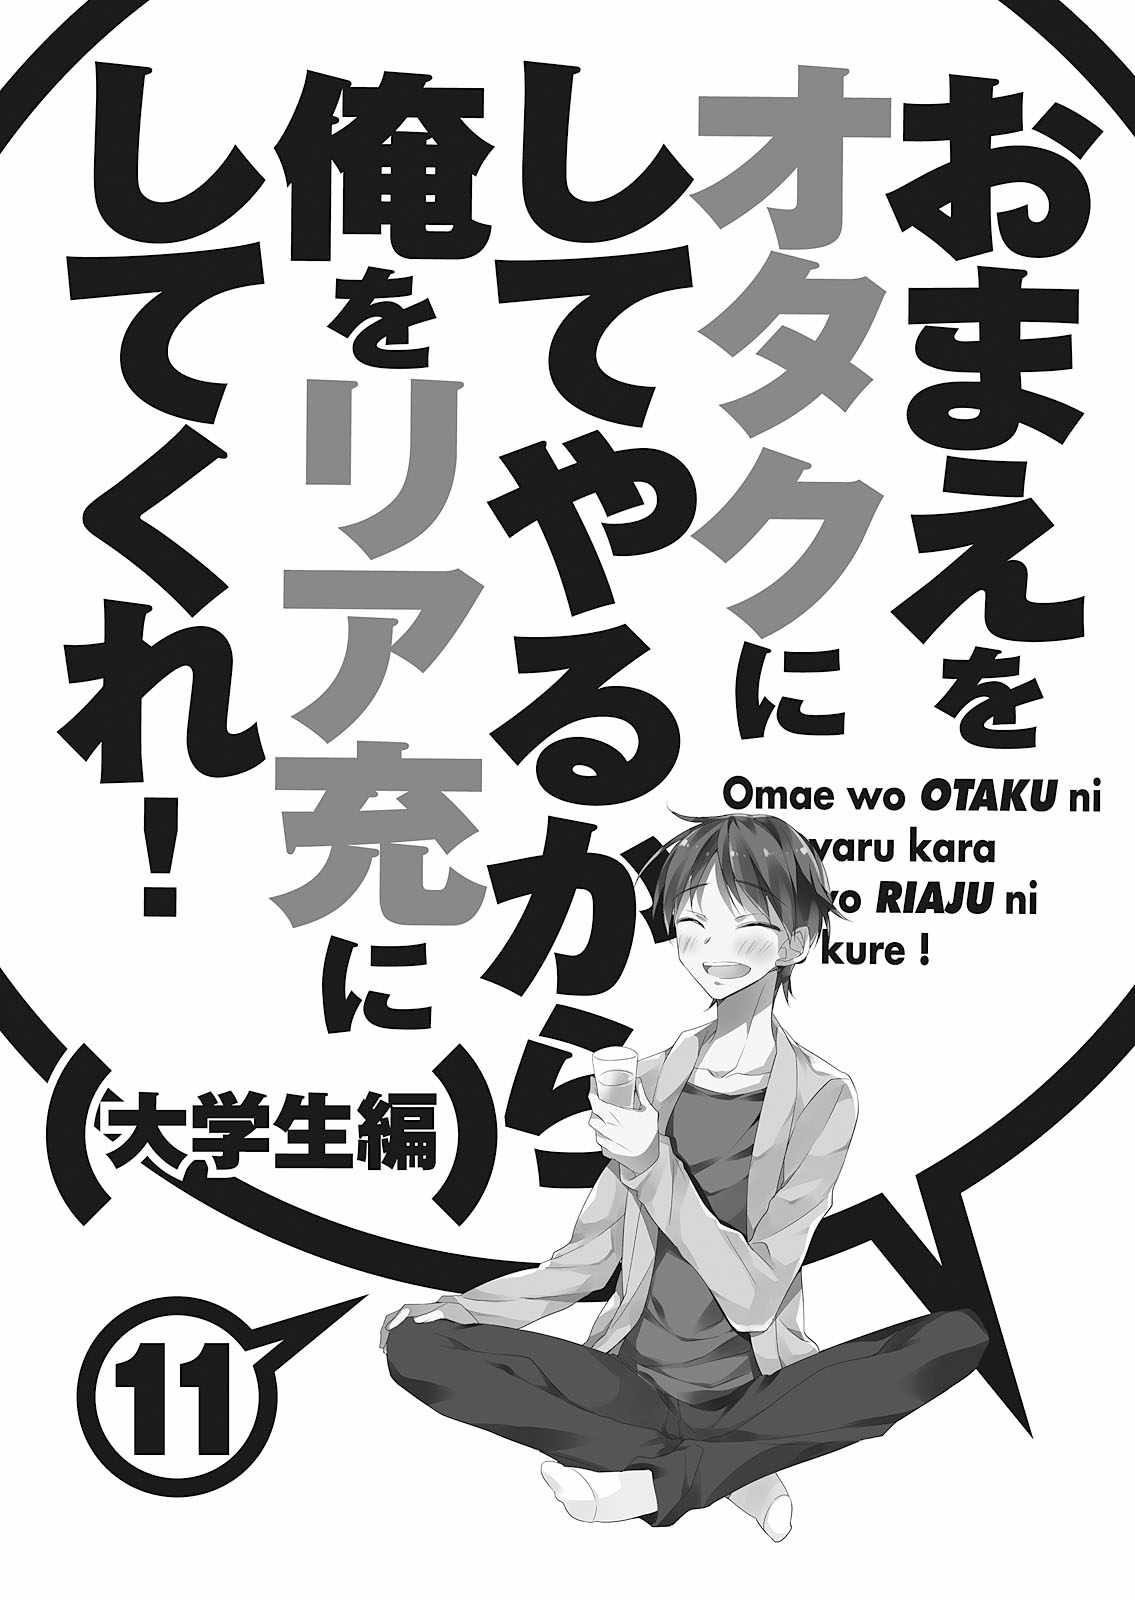 おまえを
オタクに
してやるから
俺をリア充に
してくれ!
Omae wo OTAKU ni
yaru kara
wo RIAJU ni
kure !
(大学生編)
11